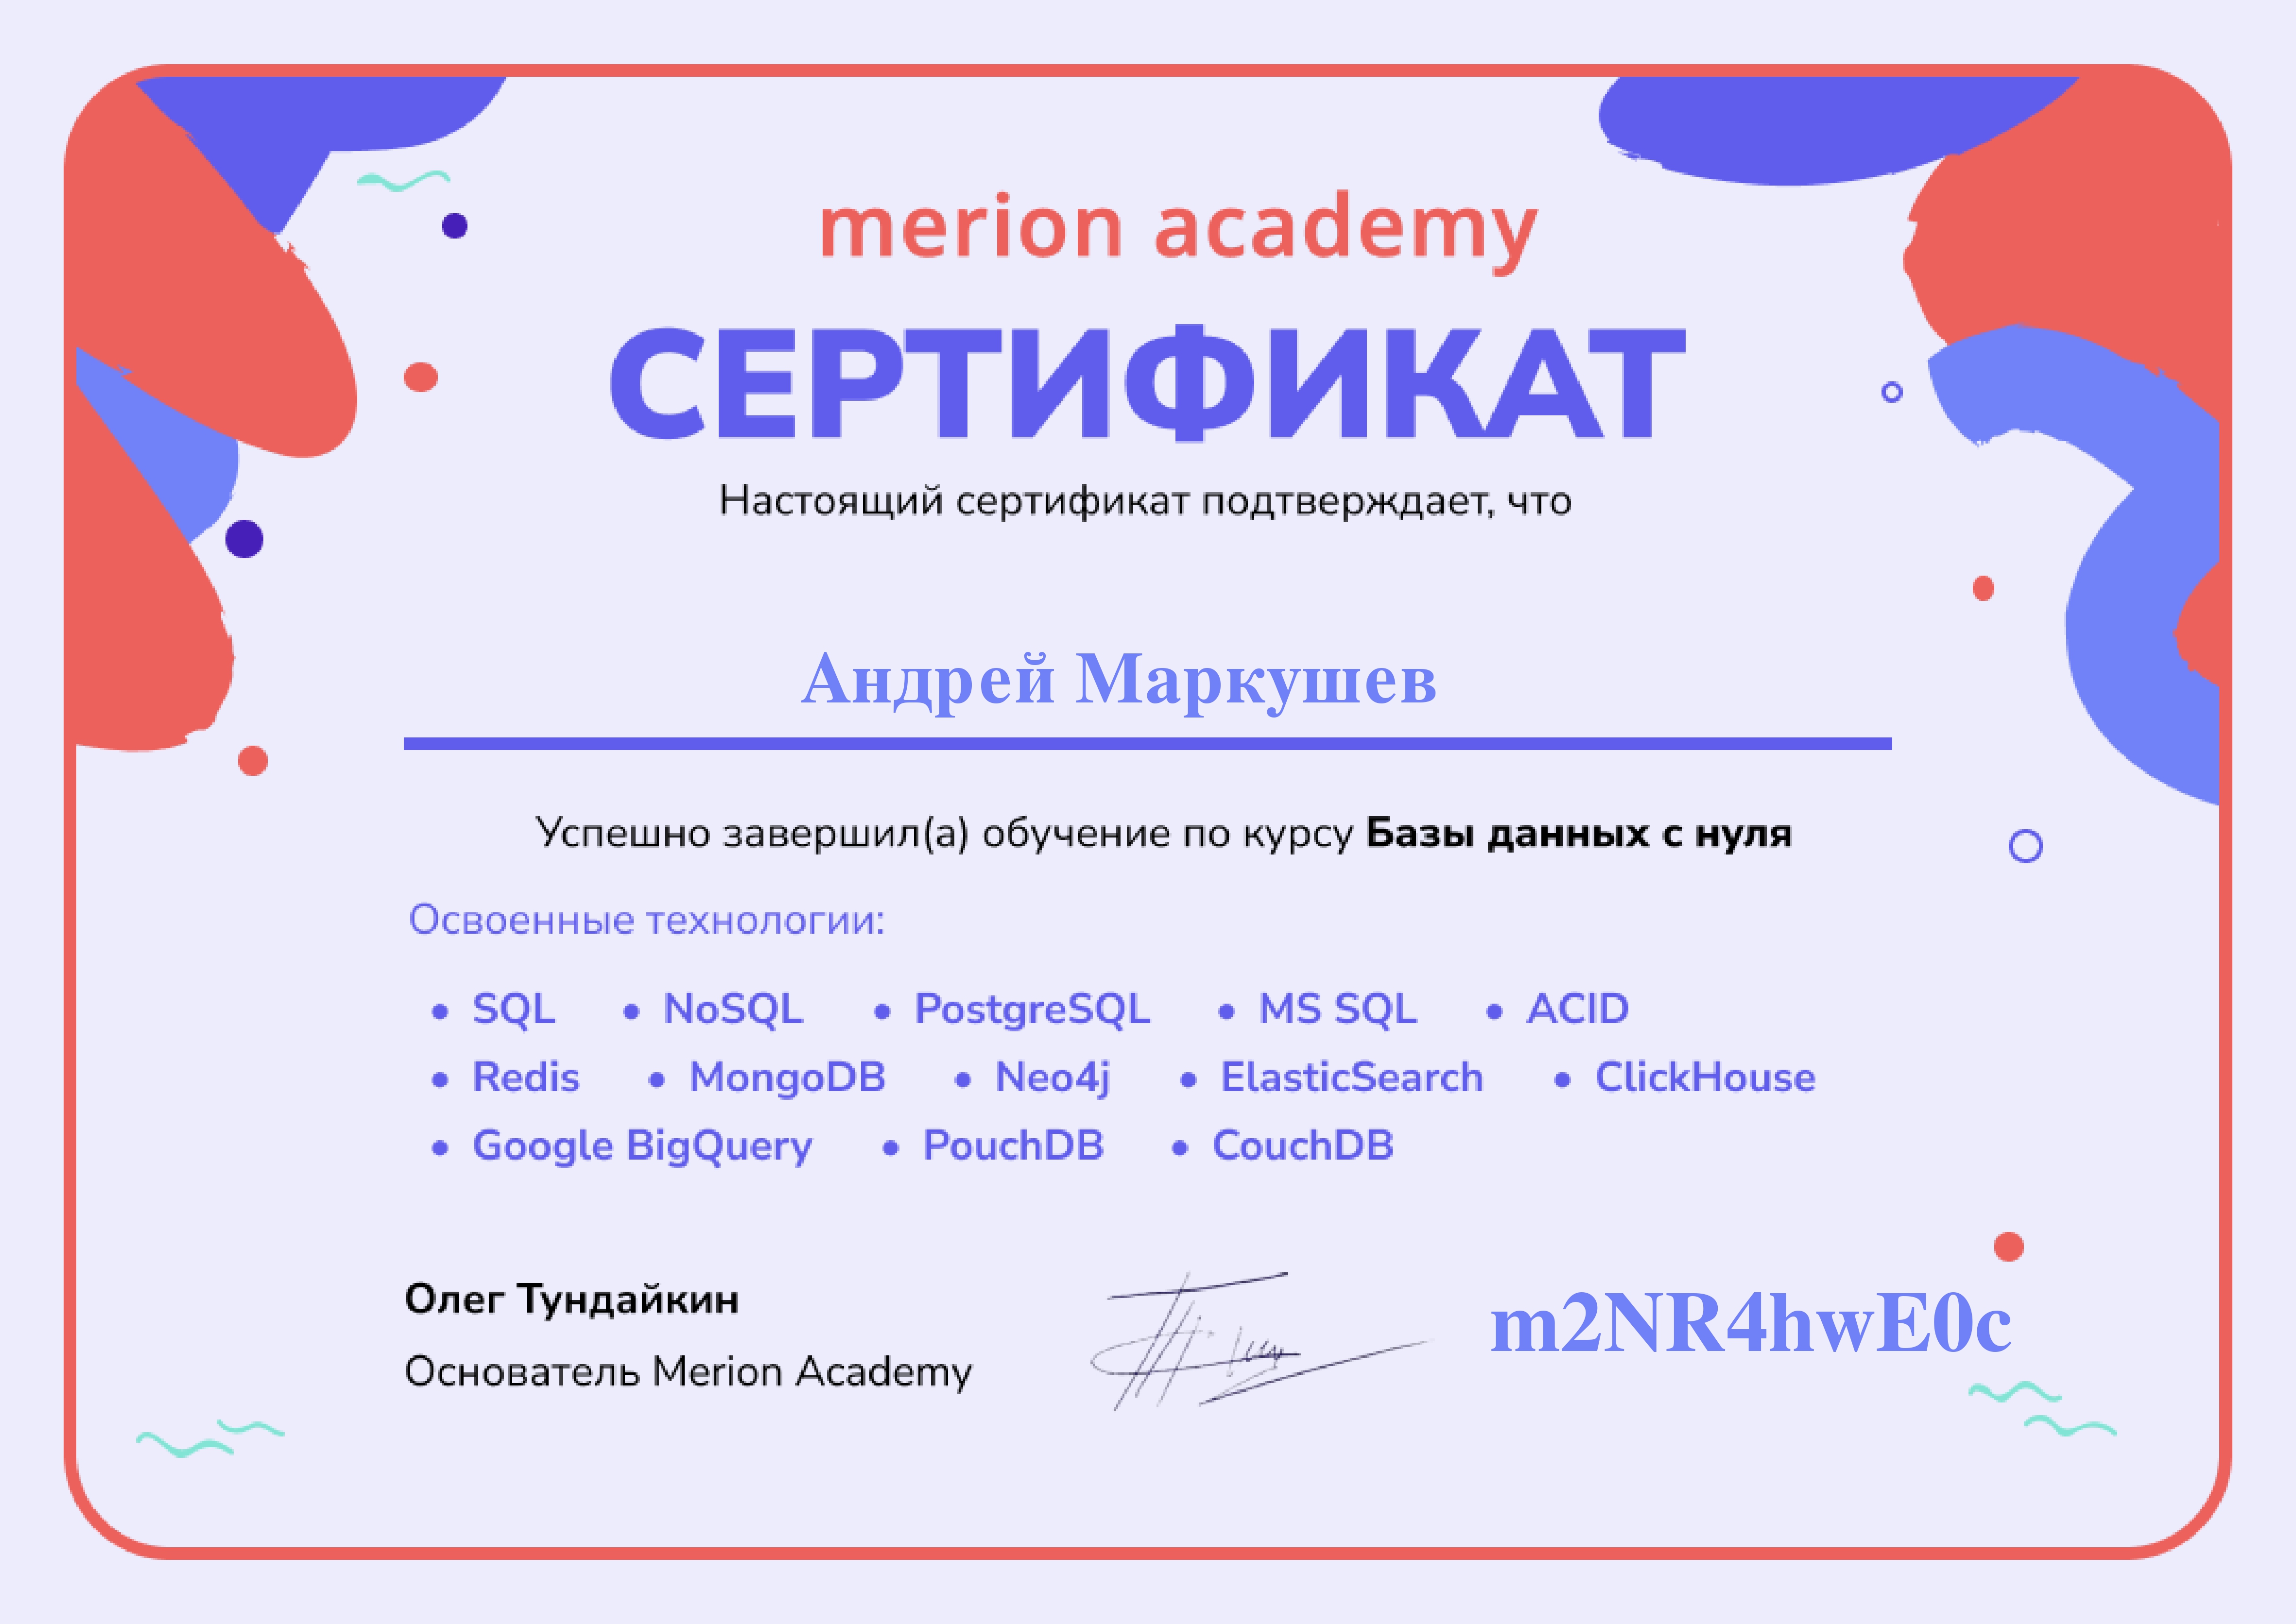 merion academy
СЕРТИФИКАТ
Настоящий сертификат подтверждает, что
Андрей Маркушев
Успешно завершил(а) обучение по курсу Базы данных с нуля
Освоенные технологии:
• SQL • NoSQL • PostgreSQL • MS SQL • ACID
• Redis • MongoDB • Neo4j • ElasticSearch • ClickHouse
• Google BigQuery • PouchDB • CouchDB
Олег Тундайкин
Основатель Merion Academy
m2NR4hwE0c